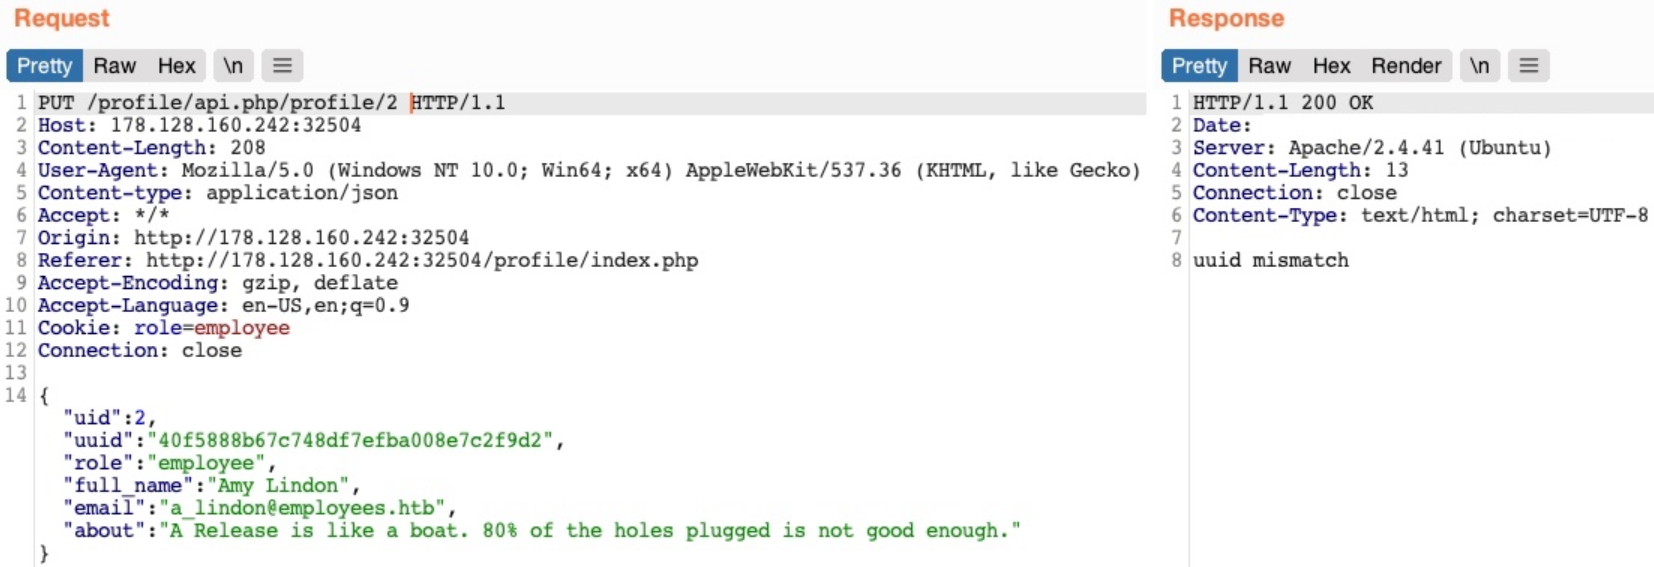 Request
Pretty Raw Hex \n
1 PUT /profile/api.php/profile/2 HTTP/1.1
2 Host: 178.128.160.242:32504
3 Content-Length: 208
4 User-Agent: Mozilla/5.0 (Windows NT 10.0; Win64; x64) AppleWebKit/537.36 (KHTML, like Gecko)
5 Content-type: application/json
6 Accept: */*
7 Origin: http://178.128.160.242:32504
8 Referer: http://178.128.160.242:32504/profile/index.php
9 Accept-Encoding: gzip, deflate
10 Accept-Language: en-US,en;q=0.9
11 Cookie: role=employee
12 Connection: close
13
14 {
"uid":2,
"uuid":"40f5888b67c748df7efba008e7c2f9d2",
"role":"employee",
"full_name":"Amy Lindon",
"email":"a_lindon@employees.htb",
"about":"A Release is like a boat. 80% of the holes plugged is not good enough."
}
Response
Pretty Raw Hex Render \n
1 HTTP/1.1 200 OK
2 Date:
3 Server: Apache/2.4.41 (Ubuntu)
4 Content-Length: 13
5 Connection: close
6 Content-Type: text/html; charset=UTF-8
7
8 uuid mismatch